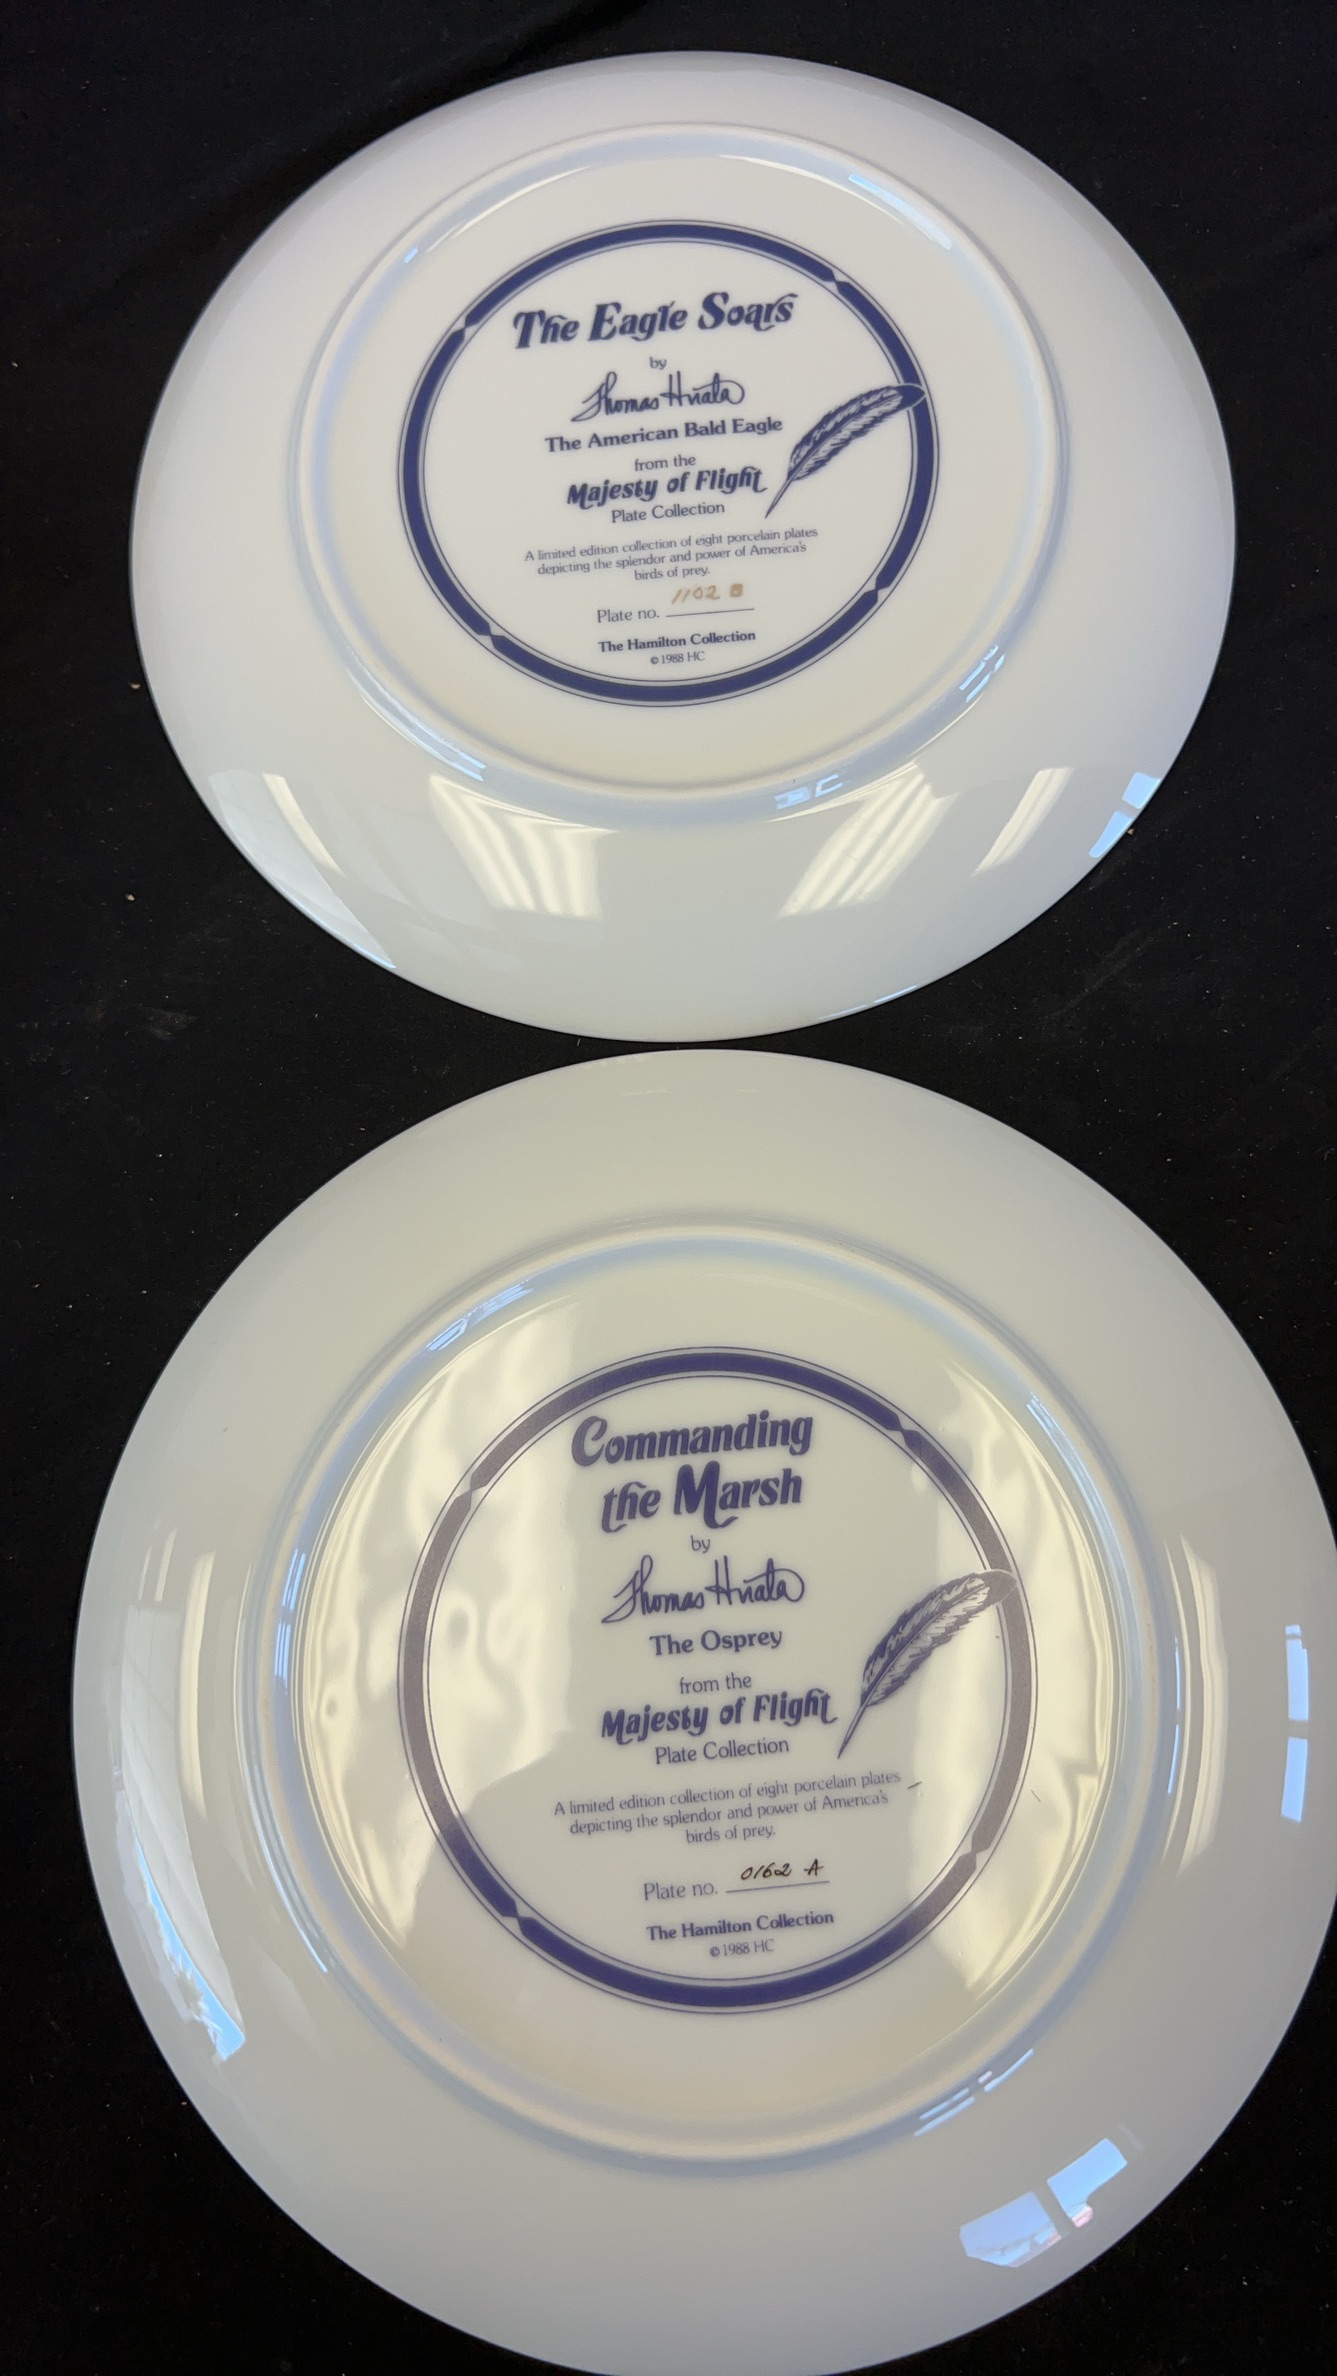 The Eagle Soars
by
Thomas Hirata
The American Bald Eagle
from the
Majesty of Flight
Plate Collection
A limited edition collection of eight porcelain plates
depicting the splendor and power of America's
birds of prey.
Plate no. 1102 B
The Hamilton Collection
© 1988 HC
Commanding
the Marsh
by
Thomas Hirata
The Osprey
from the
Majesty of Flight
Plate Collection
A limited edition collection of eight porcelain plates
depicting the splendor and power of America's
birds of prey.
Plate no. 0162 A
The Hamilton Collection
© 1988 HC